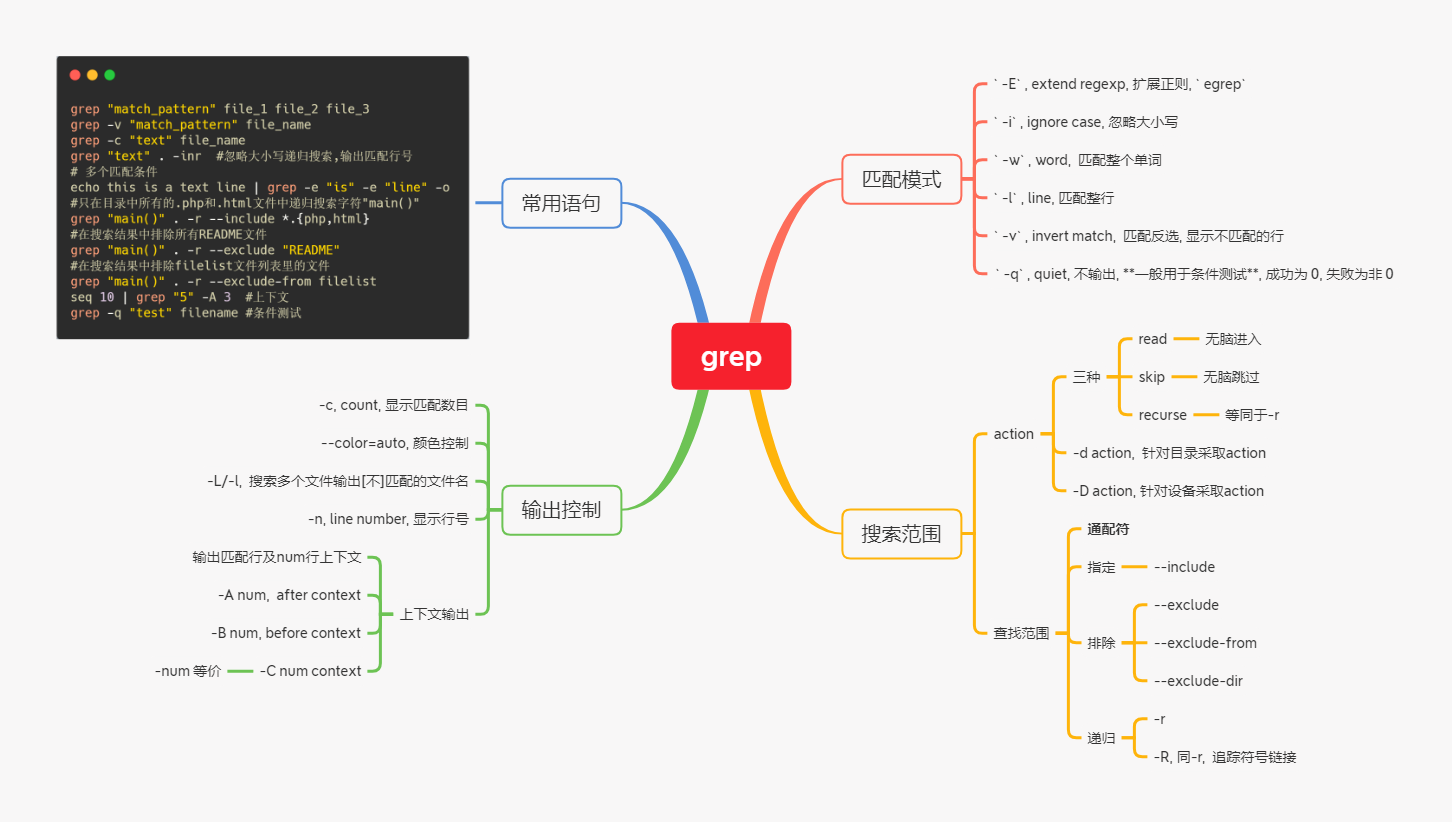 grep "match_pattern" file_1 file_2 file_3
grep -v "match_pattern" file_name
grep -c "text" file_name
grep "text" . -inr  #忽略大小写递归搜索,输出匹配行号
# 多个匹配条件
echo this is a text line | grep -e "is" -e "line" -o
#只在目录中所有的.php和.html文件中递归搜索字符"main()"
grep "main()" . -r --include *.{php,html}
#在搜索结果中排除所有README文件
grep "main()" . -r --exclude "README"
#在搜索结果中排除filelist文件列表里的文件
grep "main()" . -r --exclude-from filelist
seq 10 | grep "5" -A 3  #上下文
grep -q "test" filename #条件测试
常用语句
grep
匹配模式
` -E` , extend regexp, 扩展正则, ` egrep`
` -i` , ignore case, 忽略大小写
` -w` , word,  匹配整个单词
` -l` , line, 匹配整行
` -v` , invert match,  匹配反选, 显示不匹配的行
` -q` , quiet, 不输出, **一般用于条件测试**, 成功为 0, 失败为非 0
输出控制
-c, count, 显示匹配数目
--color=auto, 颜色控制
-L/-l,  搜索多个文件输出[不]匹配的文件名
-n, line number, 显示行号
上下文输出
输出匹配行及num行上下文
-A num,  after context
-B num, before context
-C num context
-num 等价
搜索范围
action
三种
read
无脑进入
skip
无脑跳过
recurse
等同于-r
-d action,  针对目录采取action
-D action, 针对设备采取action
查找范围
通配符
指定
--include
排除
--exclude
--exclude-from
--exclude-dir
递归
-r
-R, 同-r,  追踪符号链接